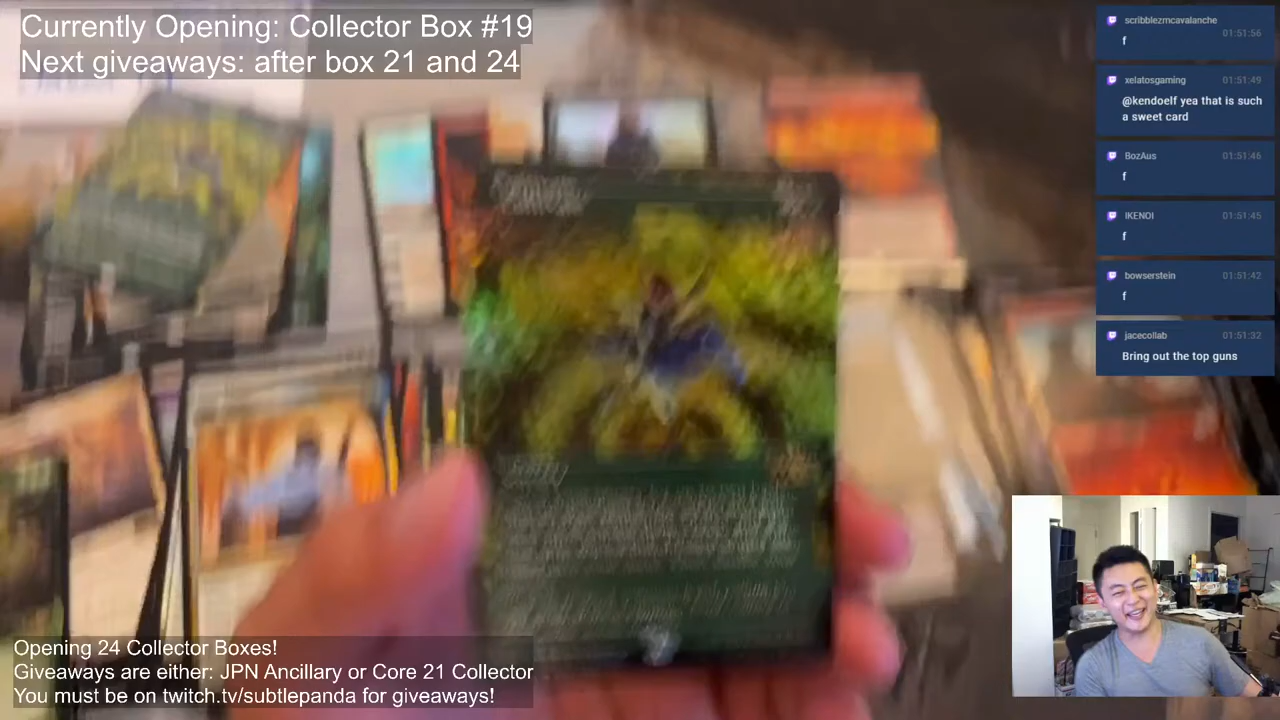 Currently Opening: Collector Box #19
Next giveaways: after box 21 and 24
scribblezmcavalanche 01:51:56
f
xelatosgaming 01:51:49
@kendoelf yea that is such
a sweet card
BozAus 01:51:46
f
IKENOI 01:51:45
f
bowserstein 01:51:42
f
jacecollab 01:51:32
Bring out the top guns
Opening 24 Collector Boxes!
Giveaways are either: JPN Ancillary or Core 21 Collector
You must be on twitch.tv/subtlepanda for giveaways!